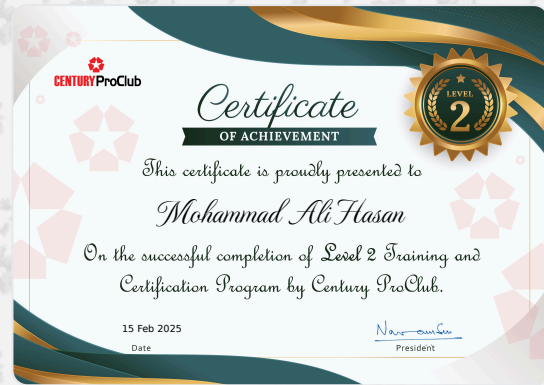 CENTURY ProClub
LEVEL
2
Certificate
OF ACHIEVEMENT
This certificate is proudly presented to
Mohammad Ali Hasan
On the successful completion of Level 2 Training and
Certification Program by Century ProClub.
15 Feb 2025
Date
President